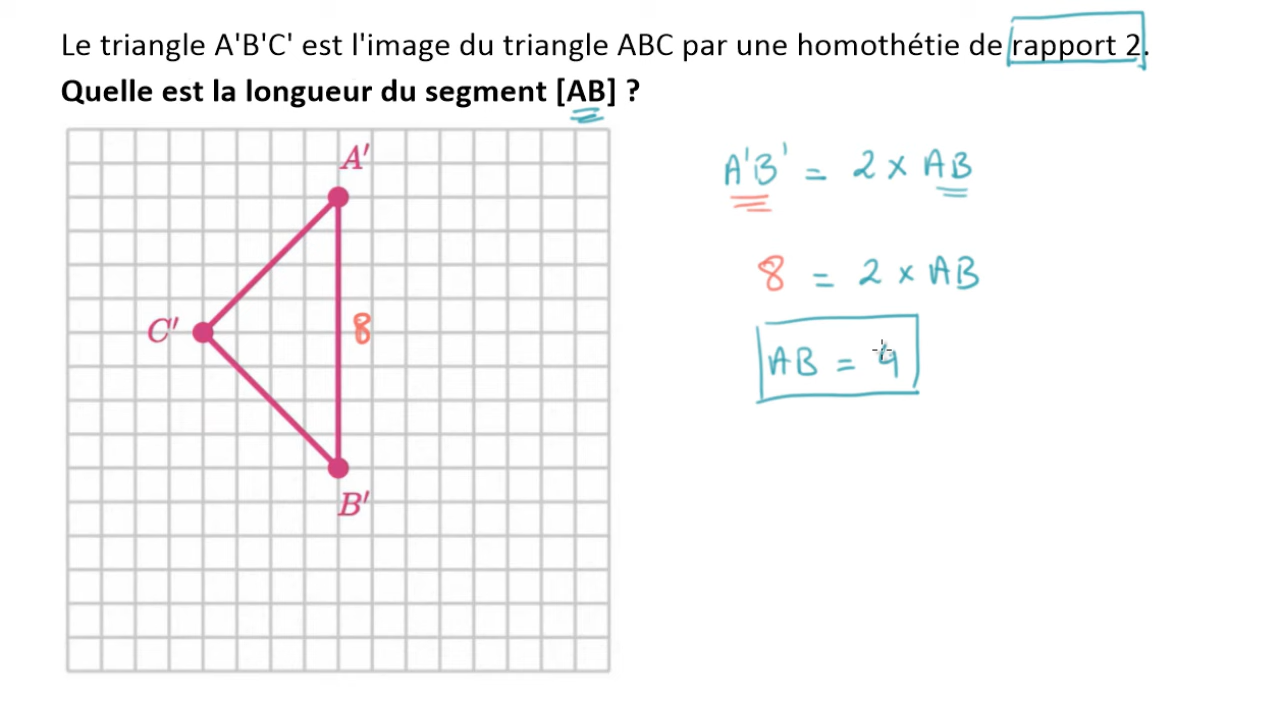 Le triangle A'B'C' est l'image du triangle ABC par une homothétie de rapport 2.
Quelle est la longueur du segment [AB] ?
A'
A'B' = 2 × AB
8 = 2 × AB
C'
8
AB = 4
B'